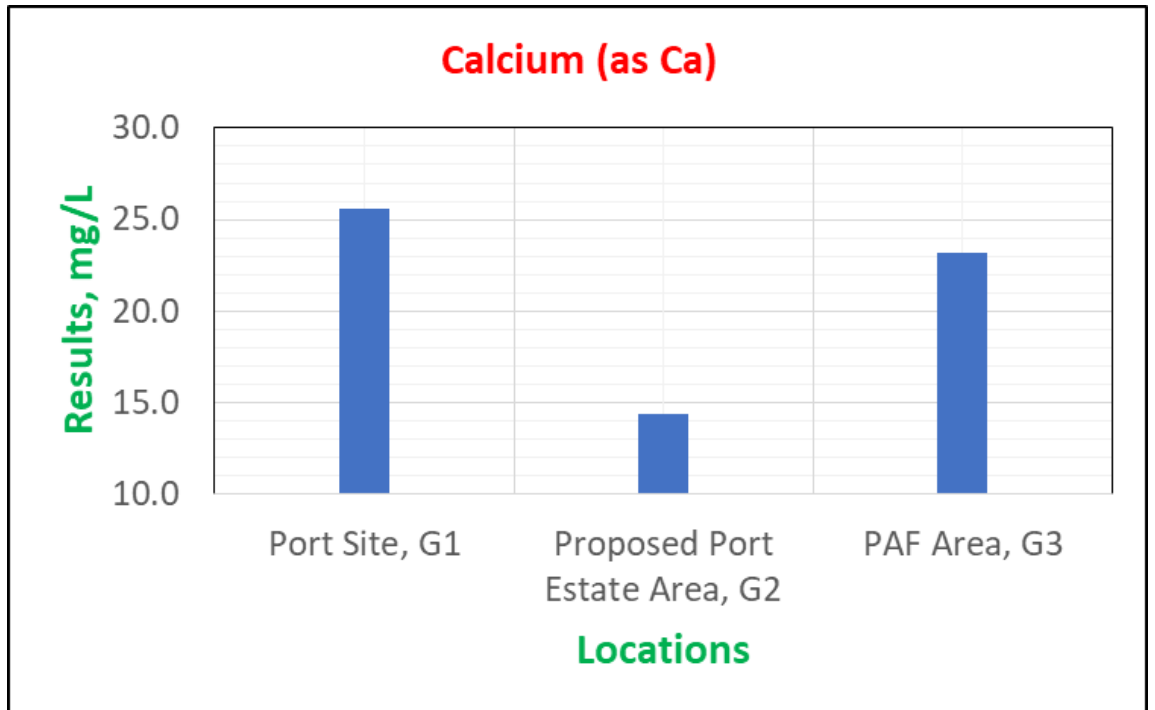 Calcium (as Ca)
Results, mg/L
30.0
25.0
20.0
15.0
10.0
Port Site, G1
Proposed Port
Estate Area, G2
PAF Area, G3
Locations